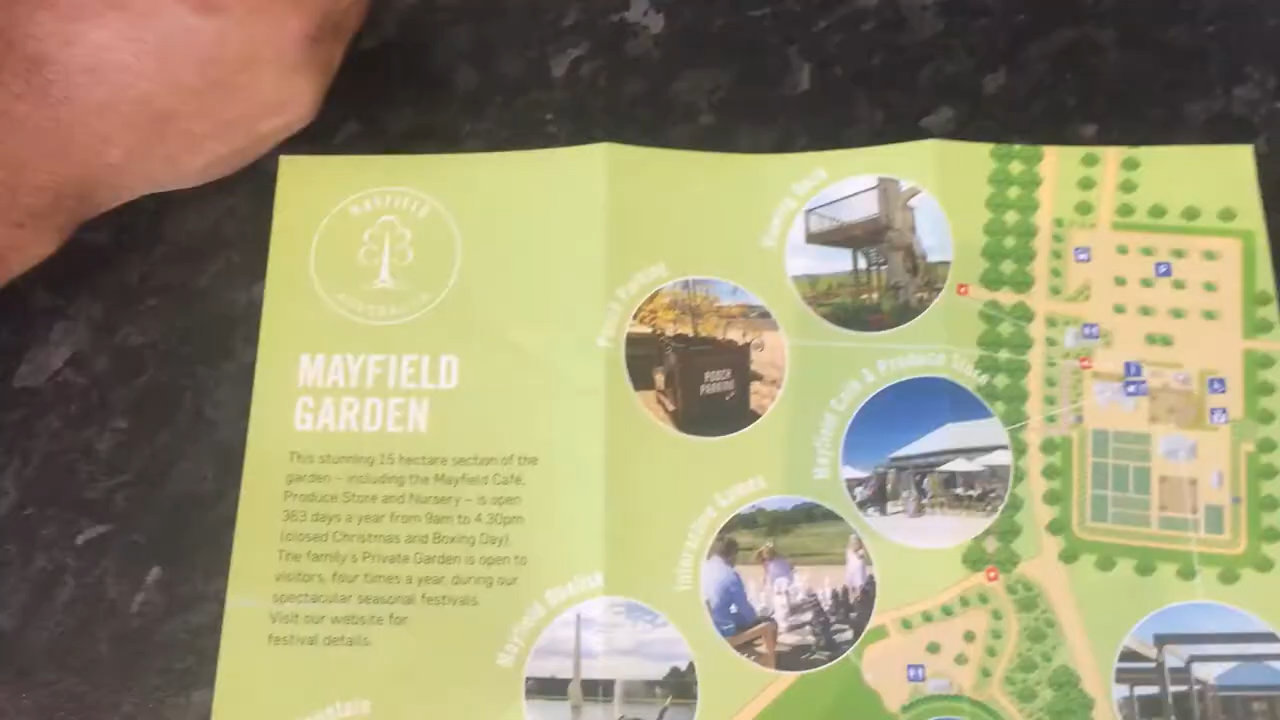 MAYFIELD
AUSTRALIA
MAYFIELD
GARDEN
This stunning 15 hectare section of the
garden – including the Mayfield Café,
Produce Store and Nursery – is open
363 days a year from 9am to 4.30pm
(closed Christmas and Boxing Day).
The family's Private Garden is open to
visitors, four times a year, during our
spectacular seasonal festivals.
Visit our website for
festival details.
Viewing Deck
Pooch Parking
POOCH
PARKING
Mayfield Café & Produce Store
Interactive Games
Mayfield Obelisk